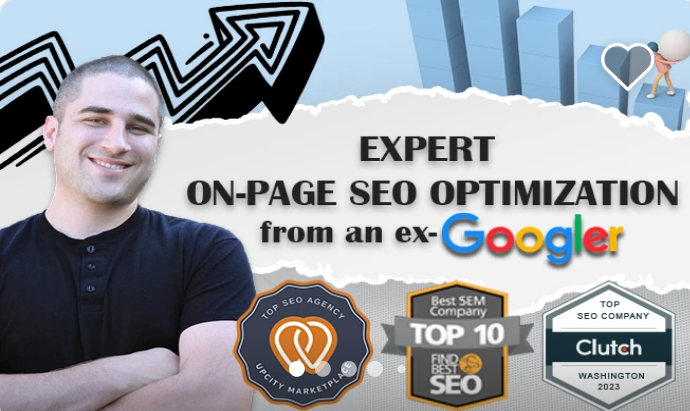 EXPERT
ON-PAGE SEO OPTIMIZATION
from an ex-Googler
TOP SEO AGENCY
UPCITY MARKETPLACE
Best SEM
Company
TOP 10
FIND
BEST
SEO
TOP
SEO COMPANY
Clutch
WASHINGTON
2023